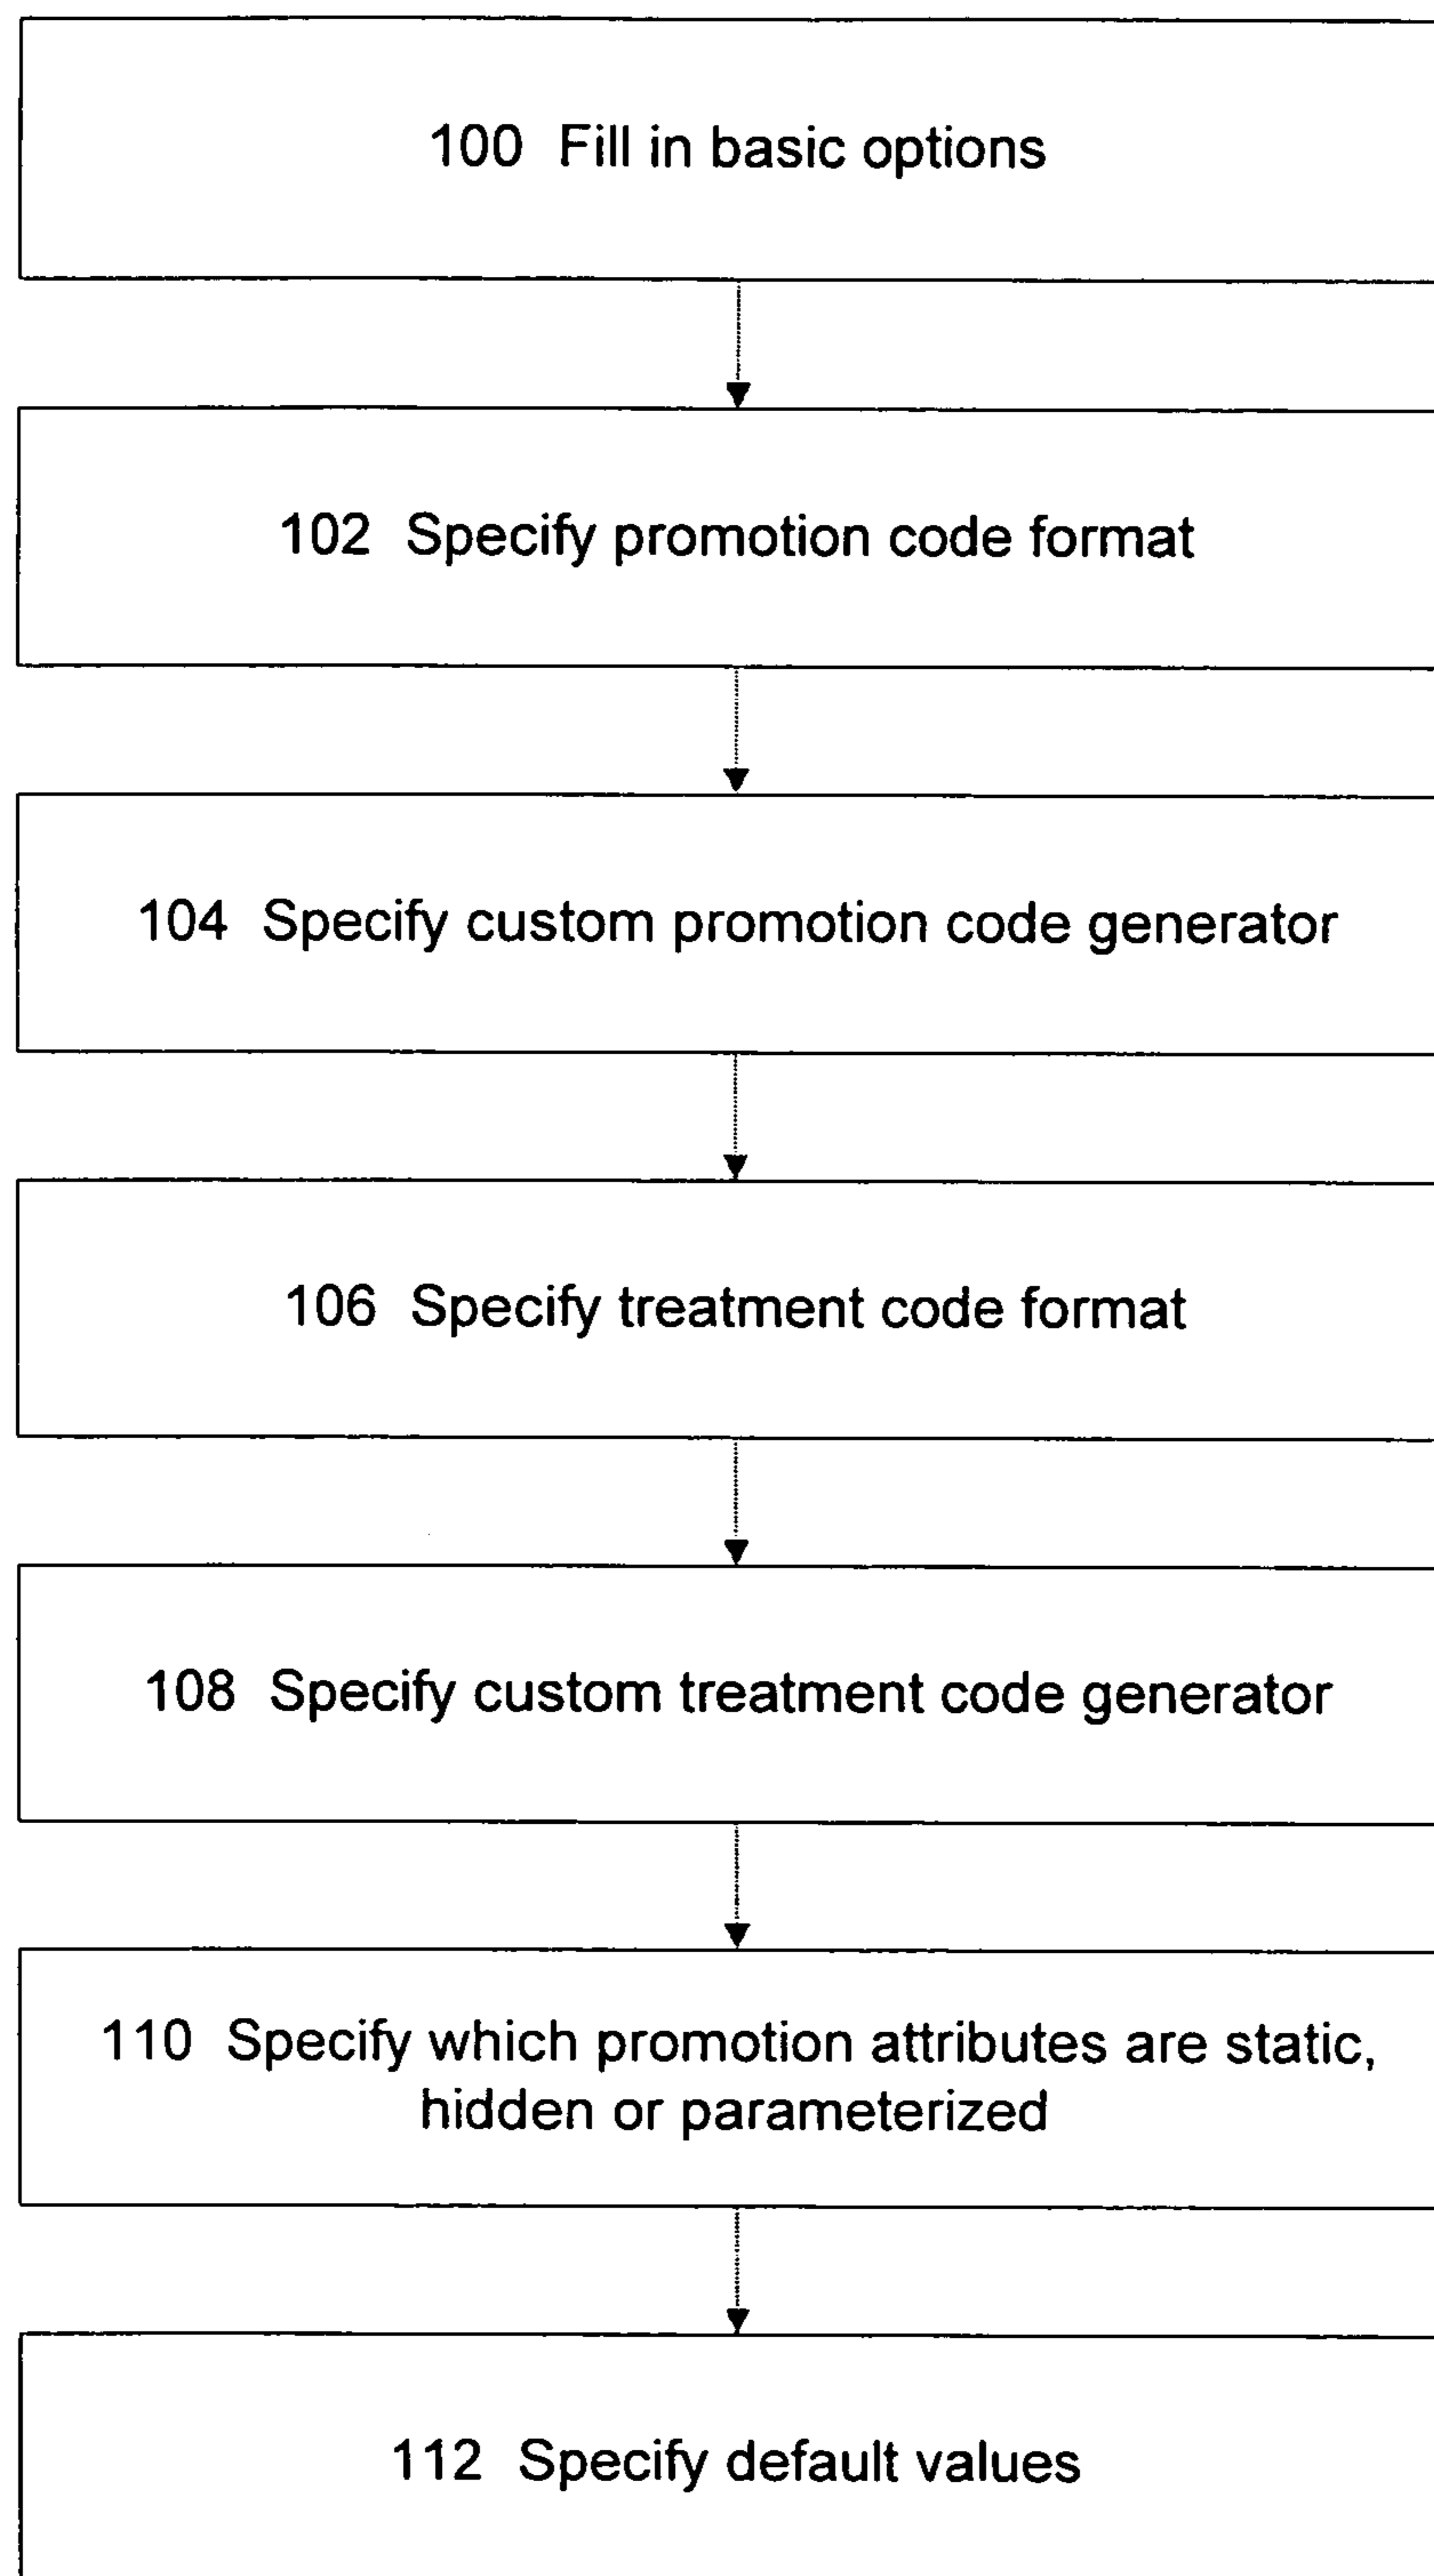 100 Fill in basic options
102 Specify promotion code format
104 Specify custom promotion code generator
106 Specify treatment code format
108 Specify custom treatment code generator
110 Specify which promotion attributes are static,
hidden or parameterized
112 Specify default values